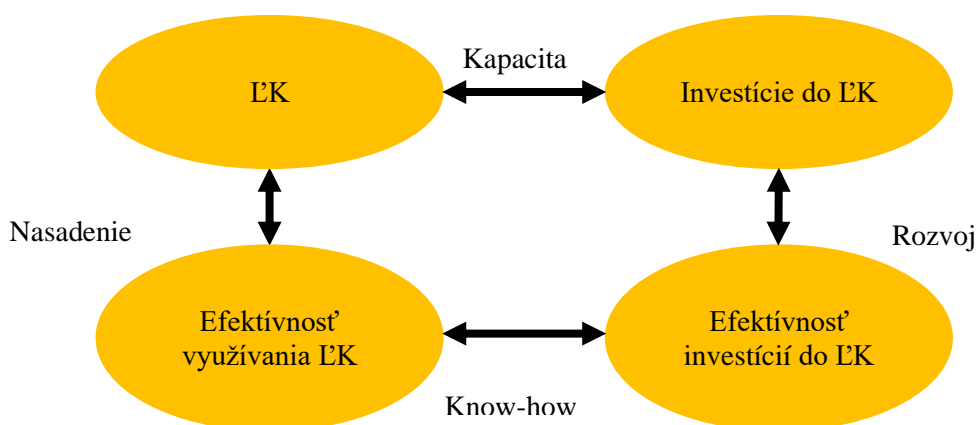 Kapacita
ĽK
Investície do ĽK
Nasadenie
Rozvoj
Efektívnosť
využívania ĽK
Efektívnosť
investícií do ĽK
Know-how